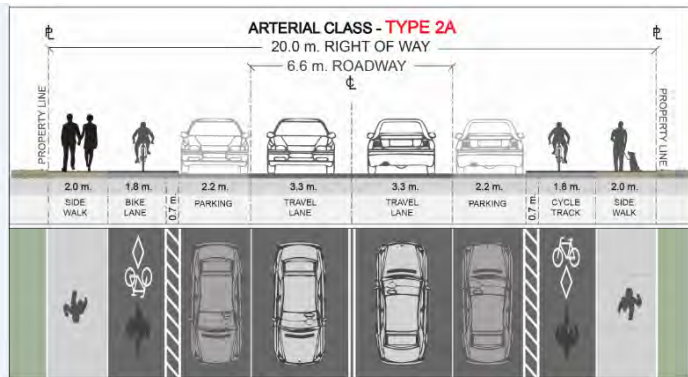 ARTERIAL CLASS - TYPE 2A
20.0 m. RIGHT OF WAY
6.6 m. ROADWAY
PROPERTY LINE
PROPERTY LINE
2.0 m.
SIDE
WALK
1.8 m.
BIKE
LANE
0.7 m
2.2 m.
PARKING
3.3 m.
TRAVEL
LANE
3.3 m.
TRAVEL
LANE
2.2 m.
PARKING
0.7 m
1.8 m.
CYCLE
TRACK
2.0 m.
SIDE
WALK